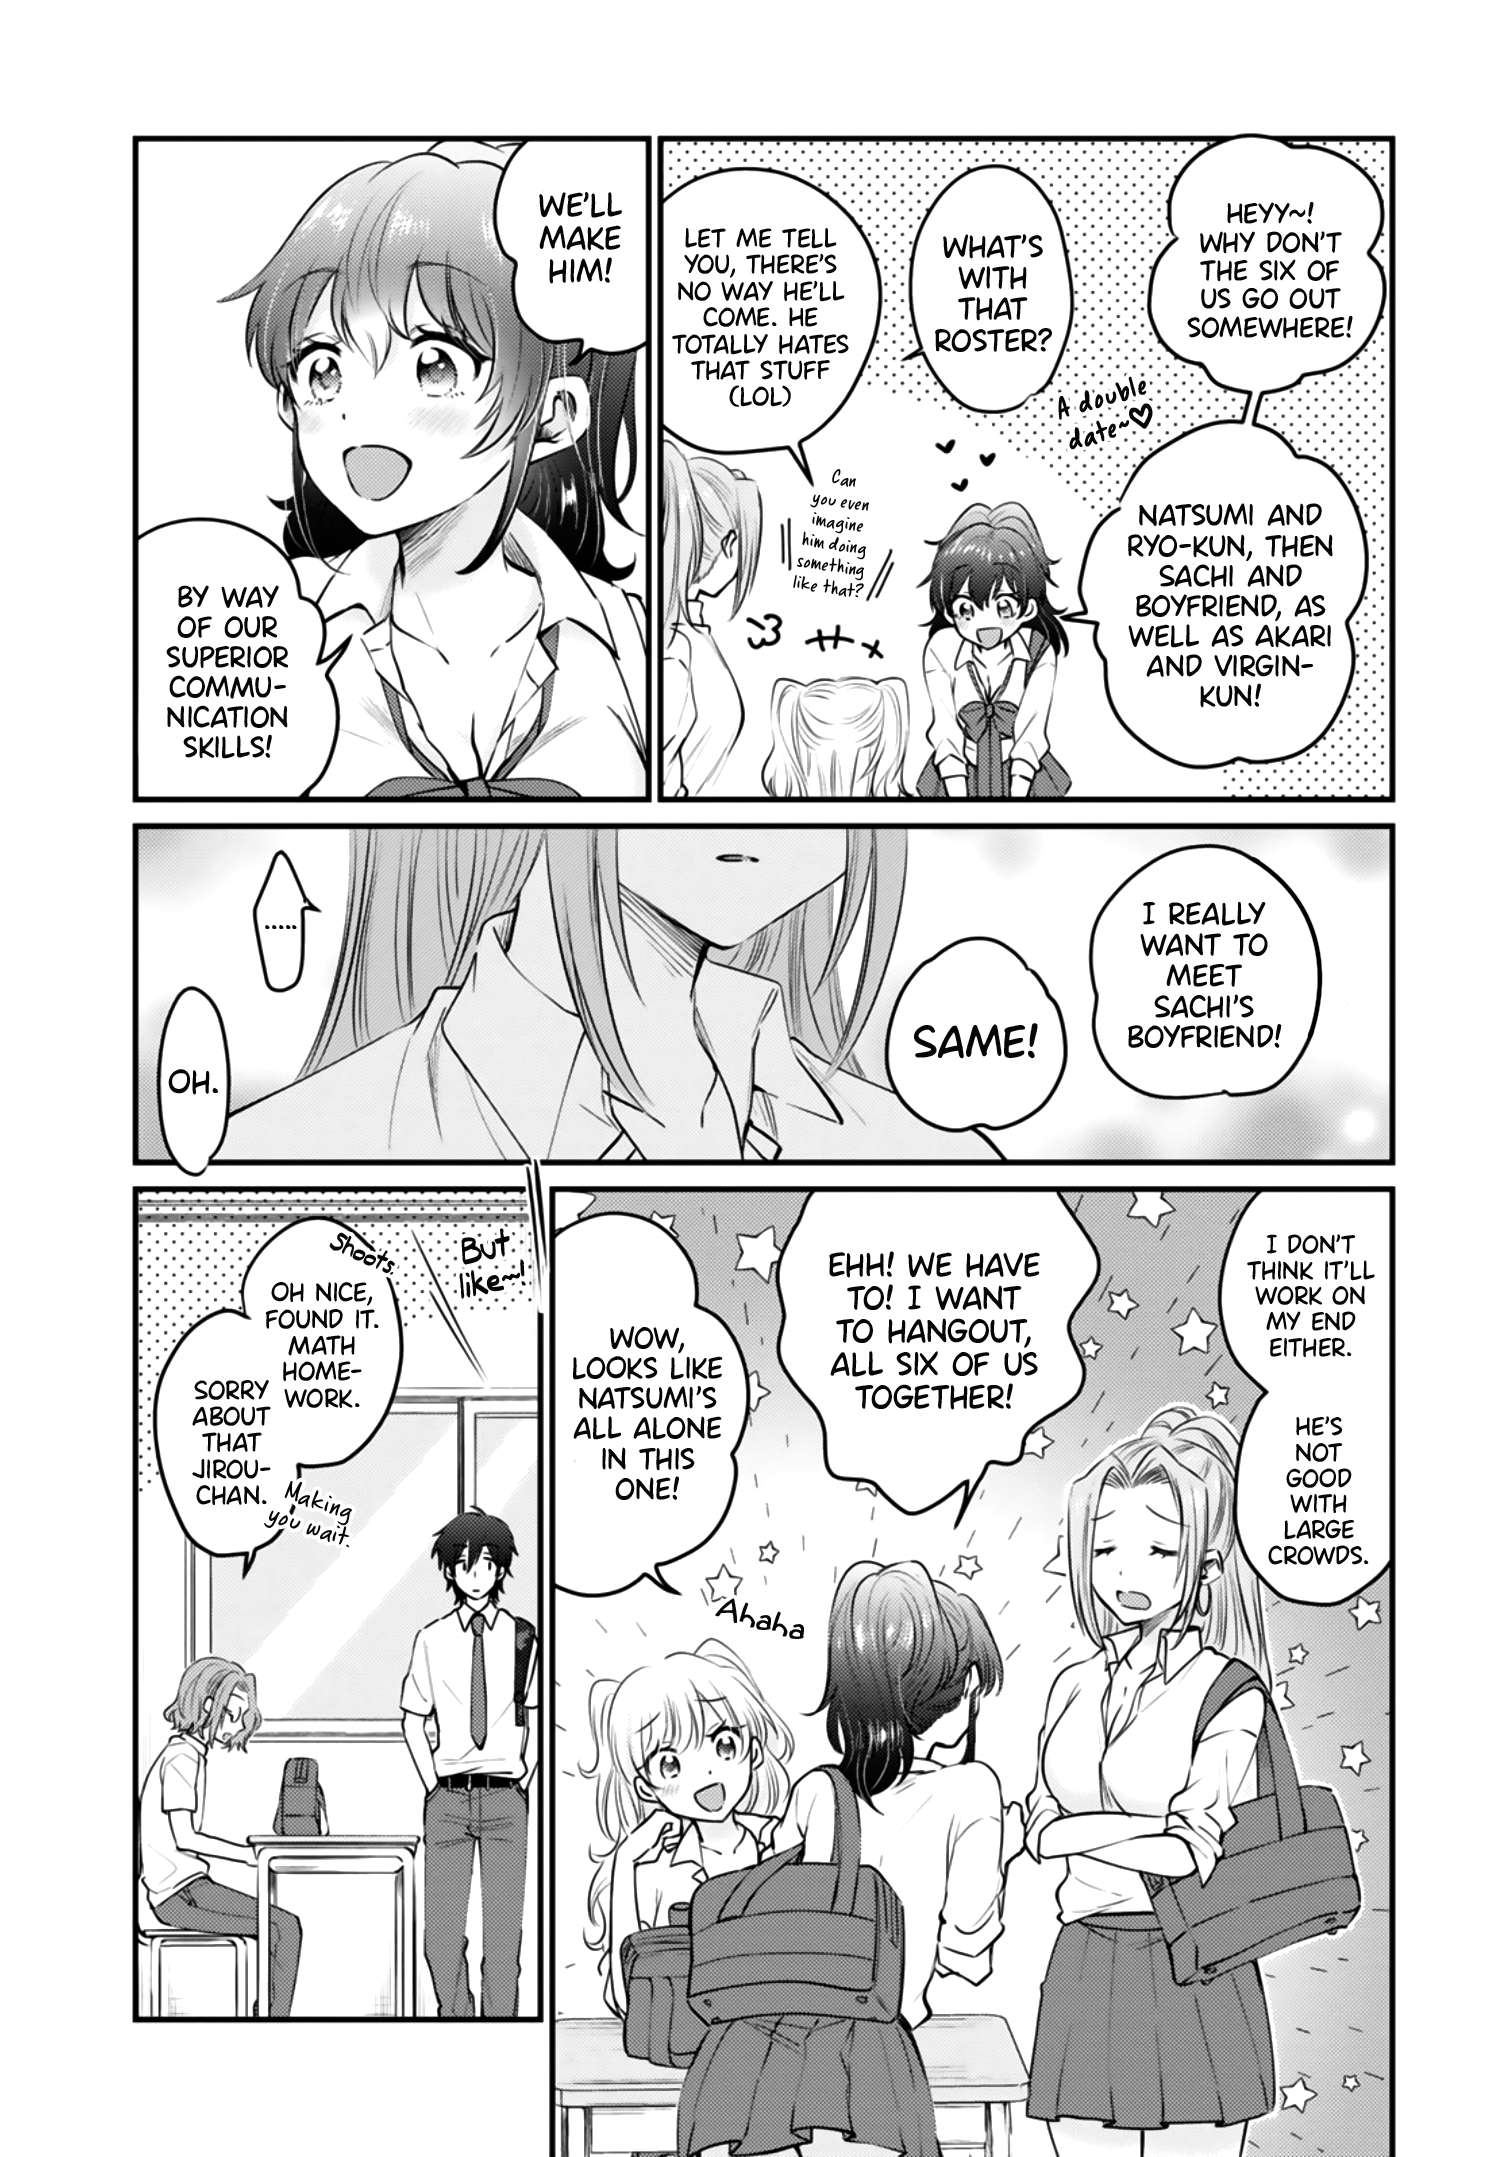 HEYY~!
WHY DON'T
THE SIX OF
US GO OUT
SOMEWHERE!
NATSUMI AND
RYO-KUN, THEN
SACHI AND
BOYFRIEND, AS
WELL AS AKARI
AND VIRGIN-
KUN!
A double
date~♡
WHAT'S
WITH
THAT
ROSTER?
LET ME TELL
YOU, THERE'S
NO WAY HE'LL
COME. HE
TOTALLY HATES
THAT STUFF
(LOL)
Can
you even
imagine
him doing
something
like that?
WE'LL
MAKE
HIM!
BY WAY
OF OUR
SUPERIOR
COMMU-
NICATION
SKILLS!
I REALLY
WANT TO
MEET
SACHI'S
BOYFRIEND!
SAME!
.....
OH.
I DON'T
THINK IT'LL
WORK ON
MY END
EITHER.
HE'S
NOT
GOOD
WITH
LARGE
CROWDS.
EHH! WE HAVE
TO! I WANT
TO HANGOUT,
ALL SIX OF US
TOGETHER!
WOW,
LOOKS LIKE
NATSUMI'S
ALL ALONE
IN THIS
ONE!
Ahaha
But
like~!
Shoots.
OH NICE,
FOUND IT.
MATH
HOME-
WORK.
SORRY
ABOUT
THAT
JIROU-
CHAN.
Making
you wait.